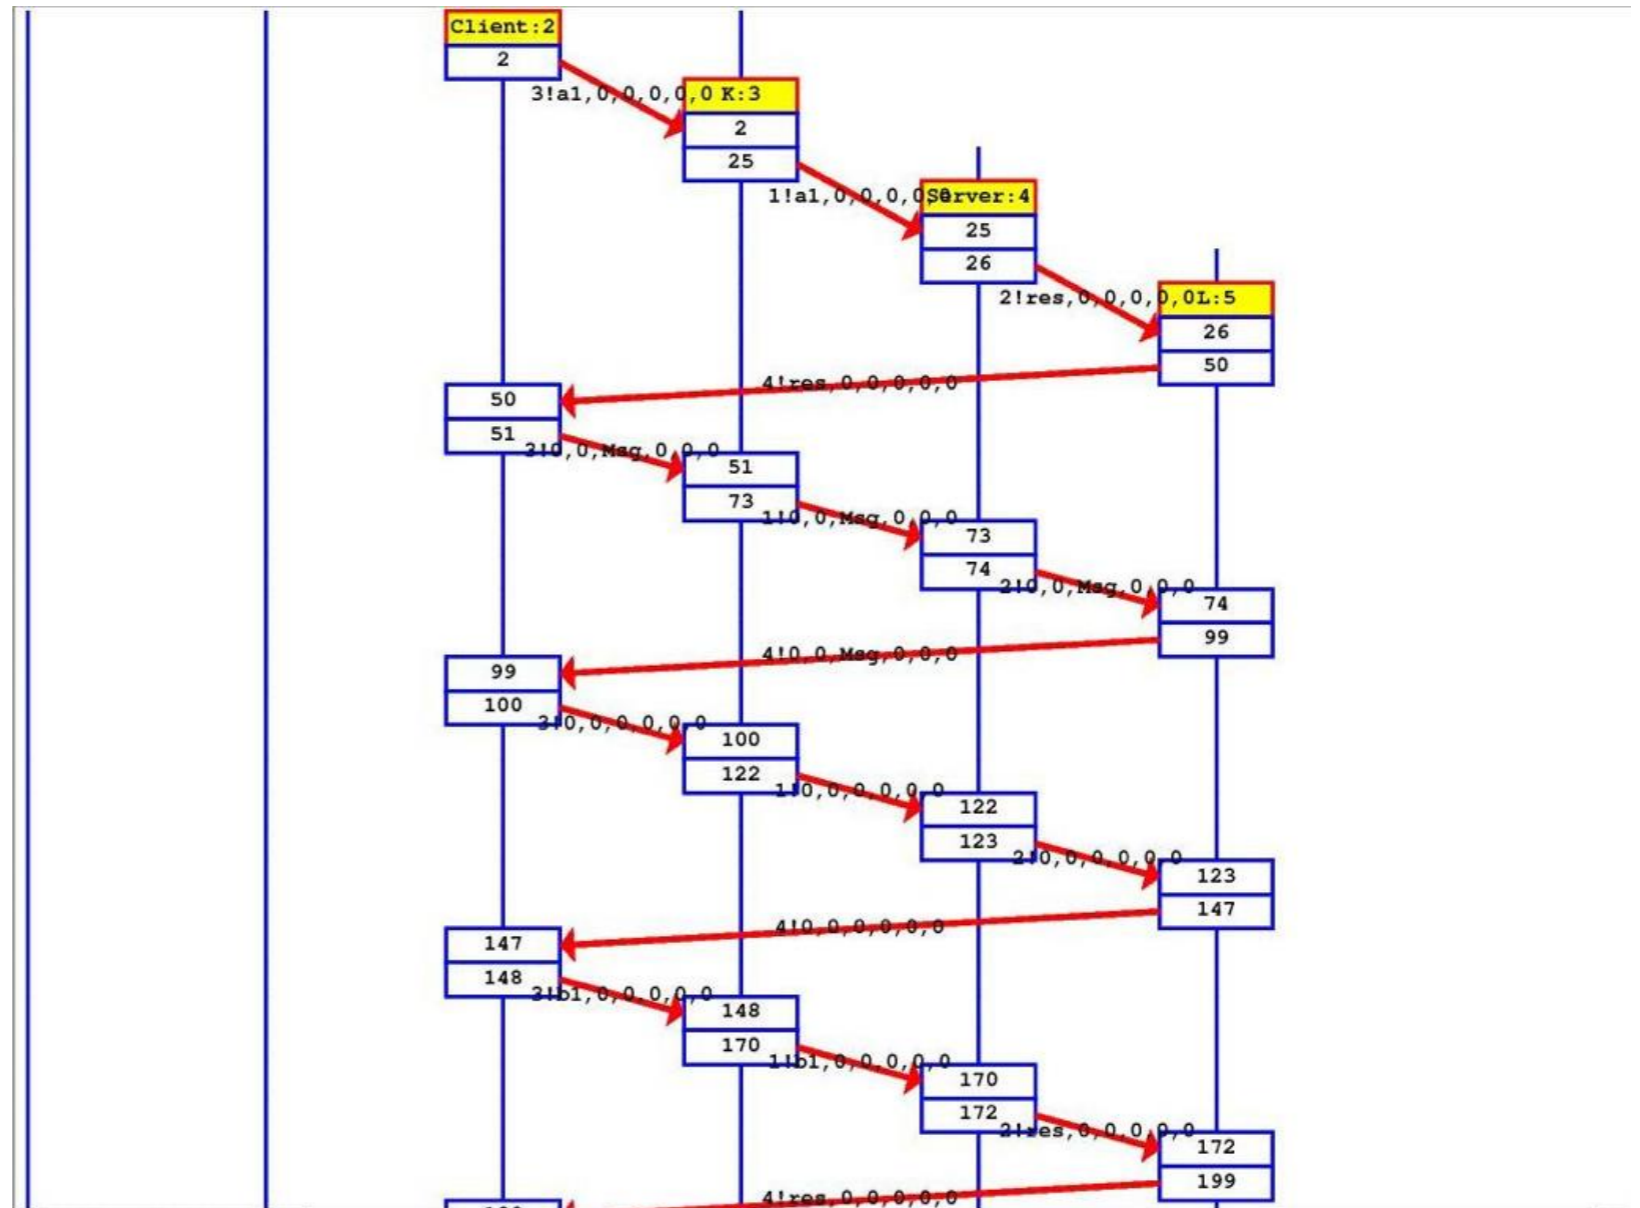 Client:2
2
3!a1,0,0,0,0,0
K:3
2
25
1!a1,0,0,0,0,0
Server:4
25
26
2!res,0,0,0,0,0
L:5
26
50
4!res,0,0,0,0,0
50
51
3!0,0,Msg,0,0,0
51
73
1!0,0,Msg,0,0,0
73
74
2!0,0,Msg,0,0,0
74
99
4!0,0,Msg,0,0,0
99
100
3!0,0,0,0,0,0
100
122
1!0,0,0,0,0,0
122
123
2!0,0,0,0,0,0
123
147
4!0,0,0,0,0,0
147
148
3!b1,0,0,0,0,0
148
170
1!b1,0,0,0,0,0
170
172
2!res,0,0,0,0,0
172
199
4!res,0,0,0,0,0